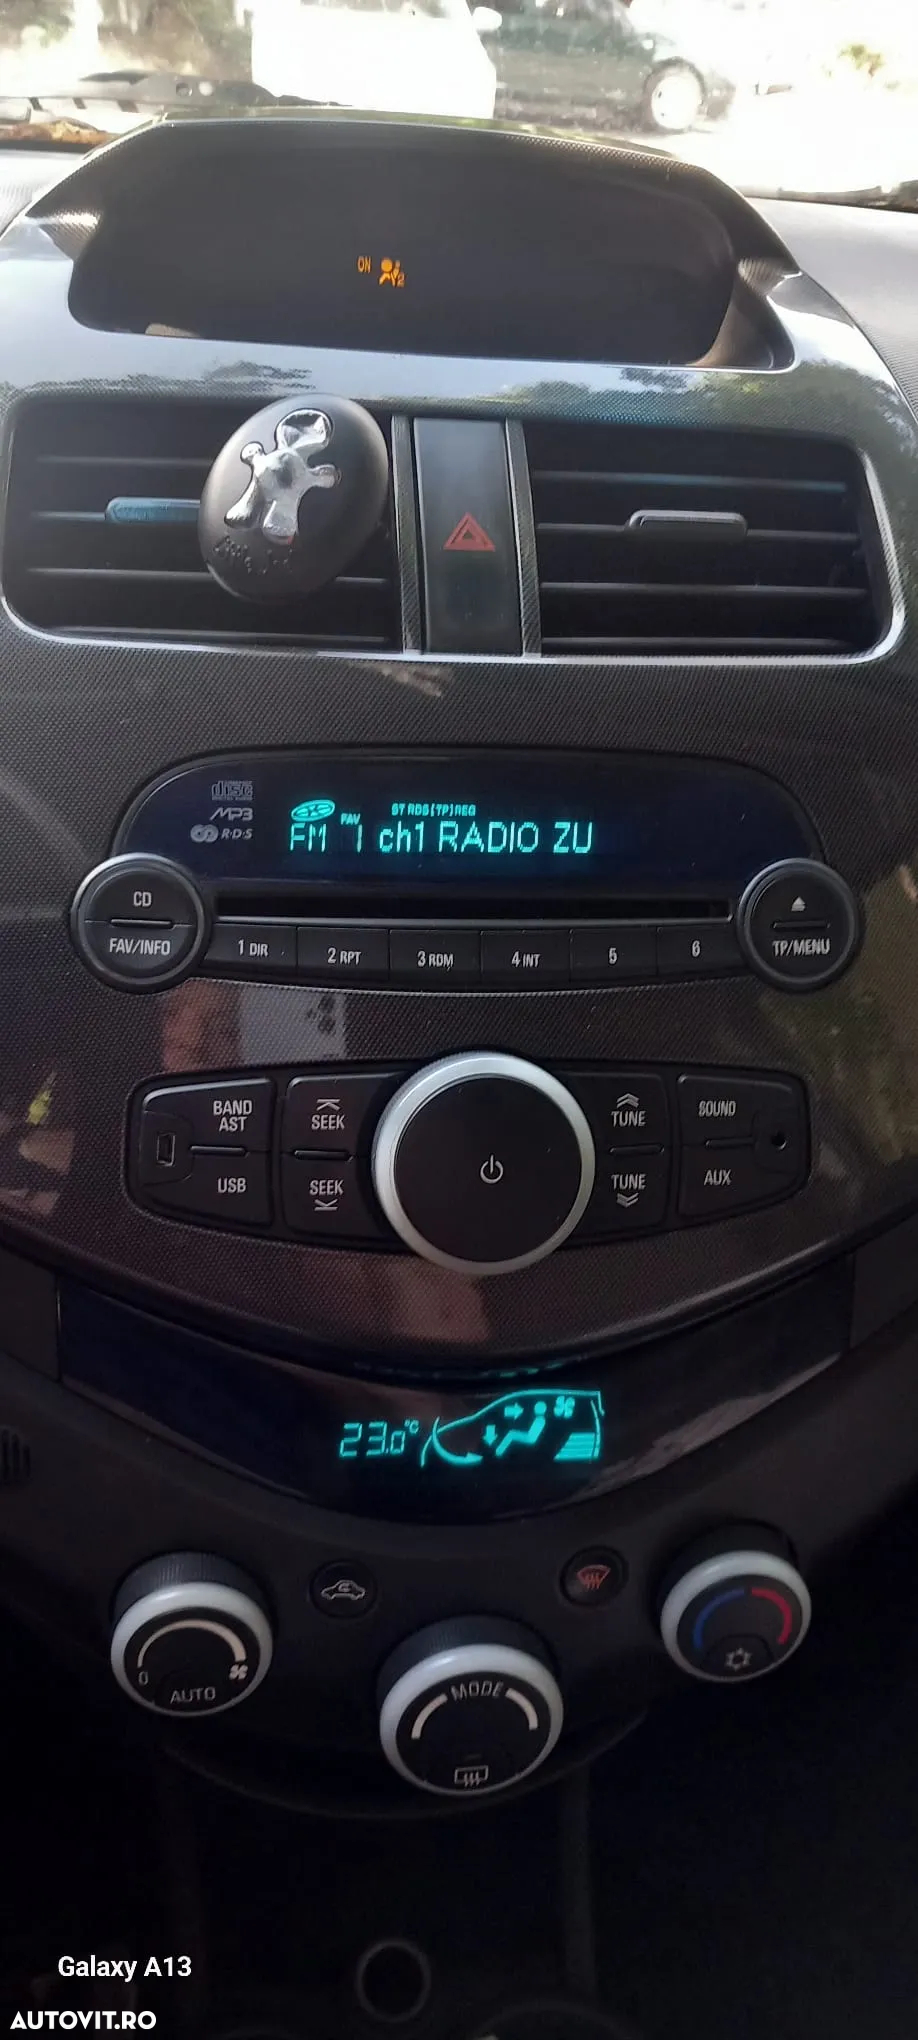 ON
2
disc
MP3
R·D·S
ST RDS[TP]REG
FAV
FM 1 ch1 RADIO ZU
CD
FAV/INFO
1 DIR
2 RPT
3 RDM
4 INT
5
6
TP/MENU
BAND
AST
USB
SEEK
SEEK
TUNE
TUNE
SOUND
AUX
23.0°C
0
AUTO
MODE
Galaxy A13
AUTOVIT.RO